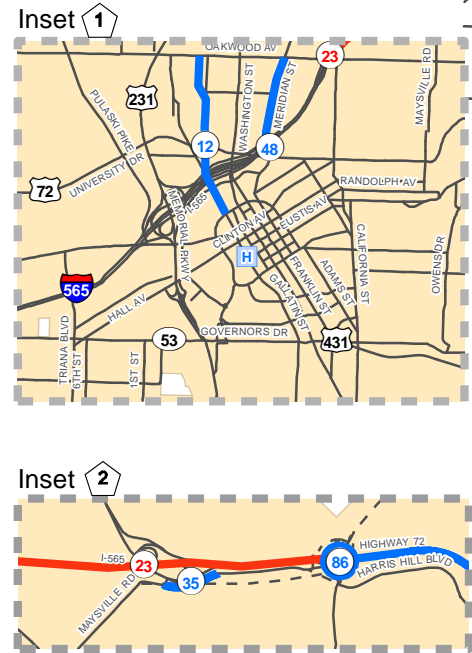 Inset 1
OAKWOOD AV
23
MAYSVILLE RD
WASHINGTON ST
MERIDIAN ST
PULASKI PIKE
231
12
48
72
UNIVERSITY DR
I-565
RANDOLPH AV
MEMORIAL PKWY
CLINTON AV
EUSTIS AV
H
CALIFORNIA ST
OWENS DR
FRANKLIN ST
ADAMS ST
GALLATIN ST
565
HALL AV
GOVERNORS DR
53
431
TRIANA BLVD
6TH ST
1ST ST
Inset 2
HIGHWAY 72
I-565
23
86
HARRIS HILL BLVD
35
MAYSVILLE RD